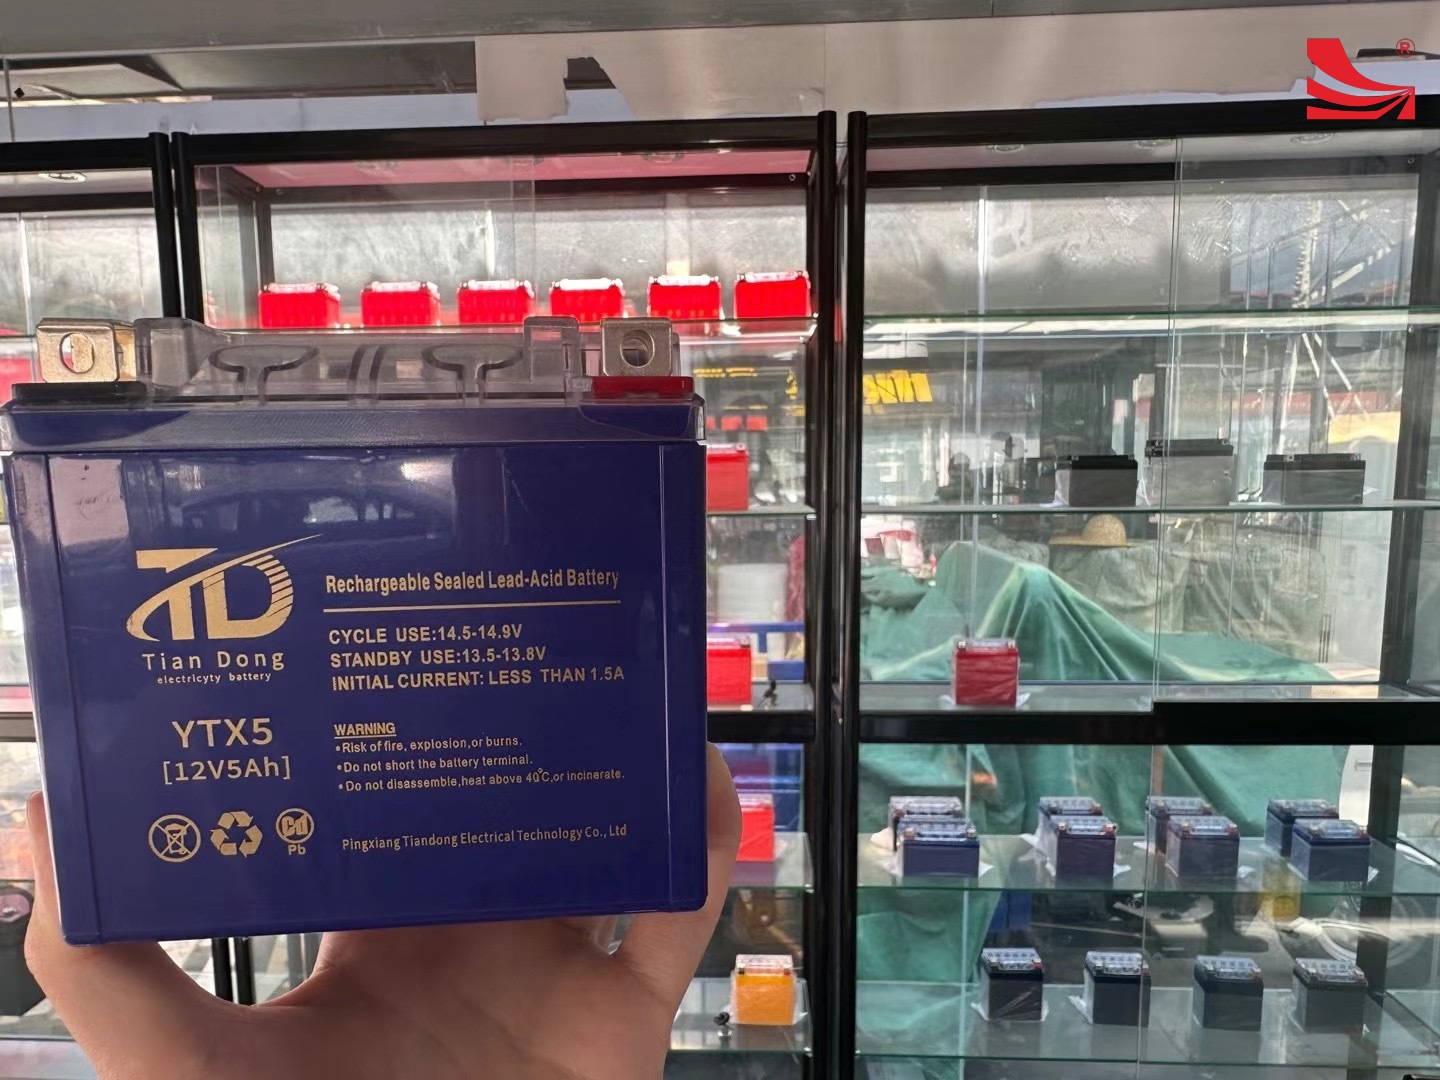 ®
TD
Tian Dong
electricyty battery
YTX5
[12V5Ah]
Cd
Pb
Rechargeable Sealed Lead-Acid Battery
CYCLE USE:14.5-14.9V
STANDBY USE:13.5-13.8V
INITIAL CURRENT: LESS THAN 1.5A
WARNING
•Risk of fire, explosion,or burns.
•Do not short the battery terminal.
•Do not disassemble,heat above 40°C,or incinerate.
Pingxiang Tiandong Electrical Technology Co., Ltd